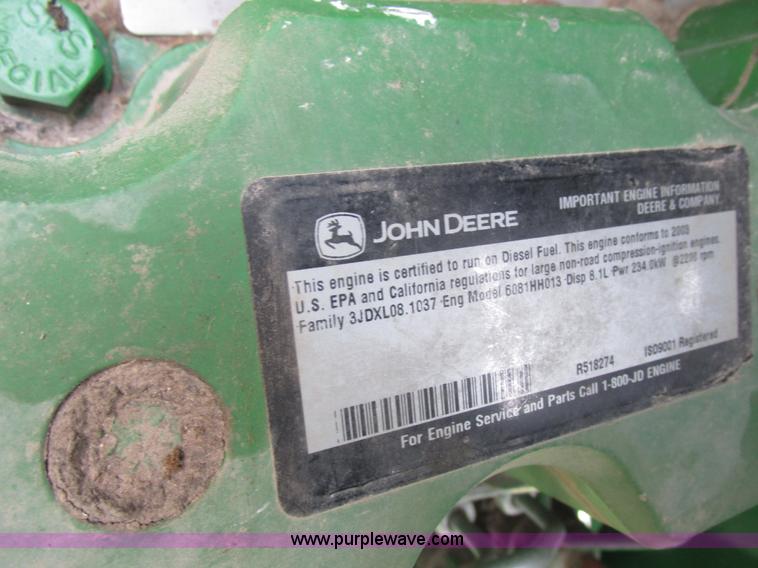 SPS
SPECIALS
IMPORTANT ENGINE INFORMATION
DEERE & COMPANY
JOHN DEERE
This engine is certified to run on Diesel Fuel. This engine conforms to 2003
U.S. EPA and California regulations for large non-road compression-ignition engines.
Family 3JDXL08.1037 Eng Model 6081HH013 Disp 8.1L Pwr 234.0kW @2200 rpm
R518274 ISO9001 Registered
For Engine Service and Parts Call 1-800-JD ENGINE
www.purplewave.com